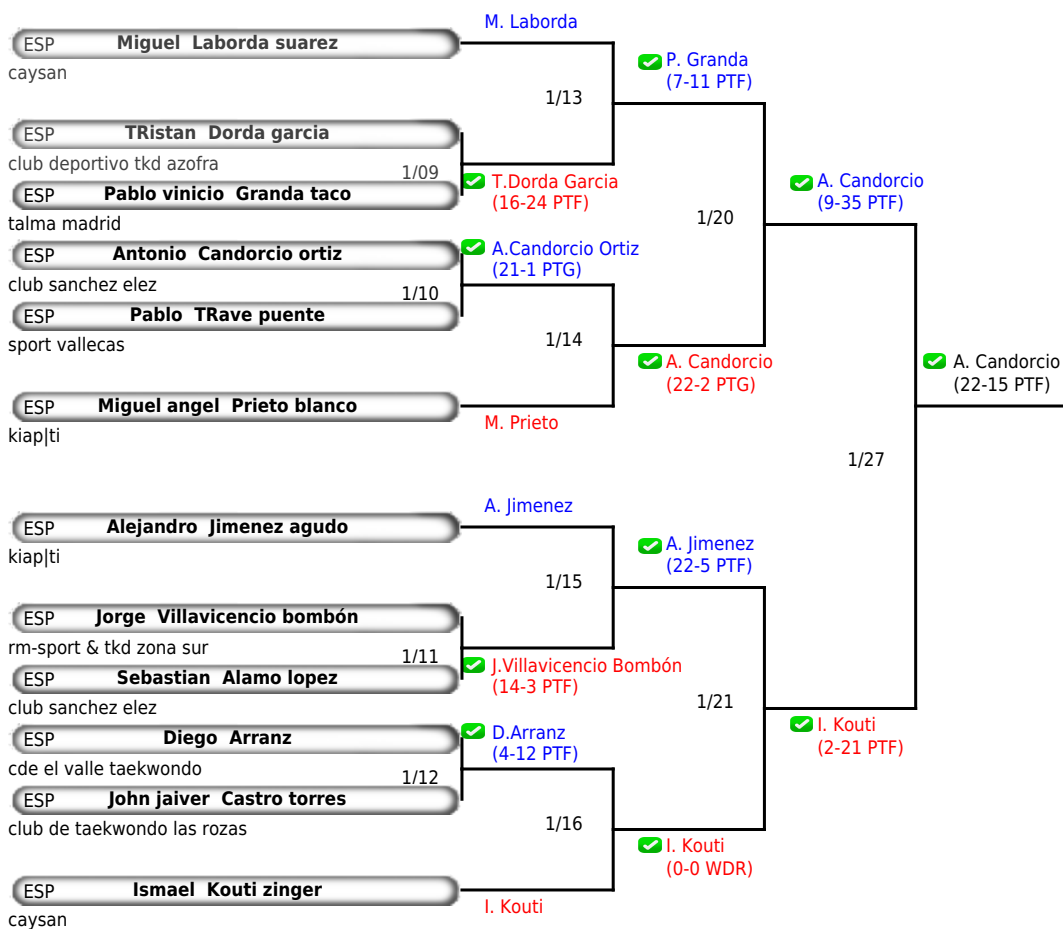 M. Laborda
ESP Miguel Laborda suarez
caysan
P. Granda
(7-11 PTF)
1/13
ESP TRistan Dorda garcia
club deportivo tkd azofra
1/09
T.Dorda Garcia
(16-24 PTF)
ESP Pablo vinicio Granda taco
talma madrid
A. Candorcio
(9-35 PTF)
1/20
ESP Antonio Candorcio ortiz
club sanchez elez
A.Candorcio Ortiz
(21-1 PTG)
1/10
ESP Pablo TRave puente
sport vallecas
1/14
A. Candorcio
(22-2 PTG)
A. Candorcio
(22-15 PTF)
ESP Miguel angel Prieto blanco
kiap|ti
M. Prieto
1/27
A. Jimenez
ESP Alejandro Jimenez agudo
kiap|ti
A. Jimenez
(22-5 PTF)
1/15
ESP Jorge Villavicencio bombón
rm-sport & tkd zona sur
1/11
J.Villavicencio Bombón
(14-3 PTF)
ESP Sebastian Alamo lopez
club sanchez elez
1/21
I. Kouti
(2-21 PTF)
ESP Diego Arranz
cde el valle taekwondo
D.Arranz
(4-12 PTF)
1/12
ESP John jaiver Castro torres
club de taekwondo las rozas
1/16
I. Kouti
(0-0 WDR)
ESP Ismael Kouti zinger
caysan
I. Kouti